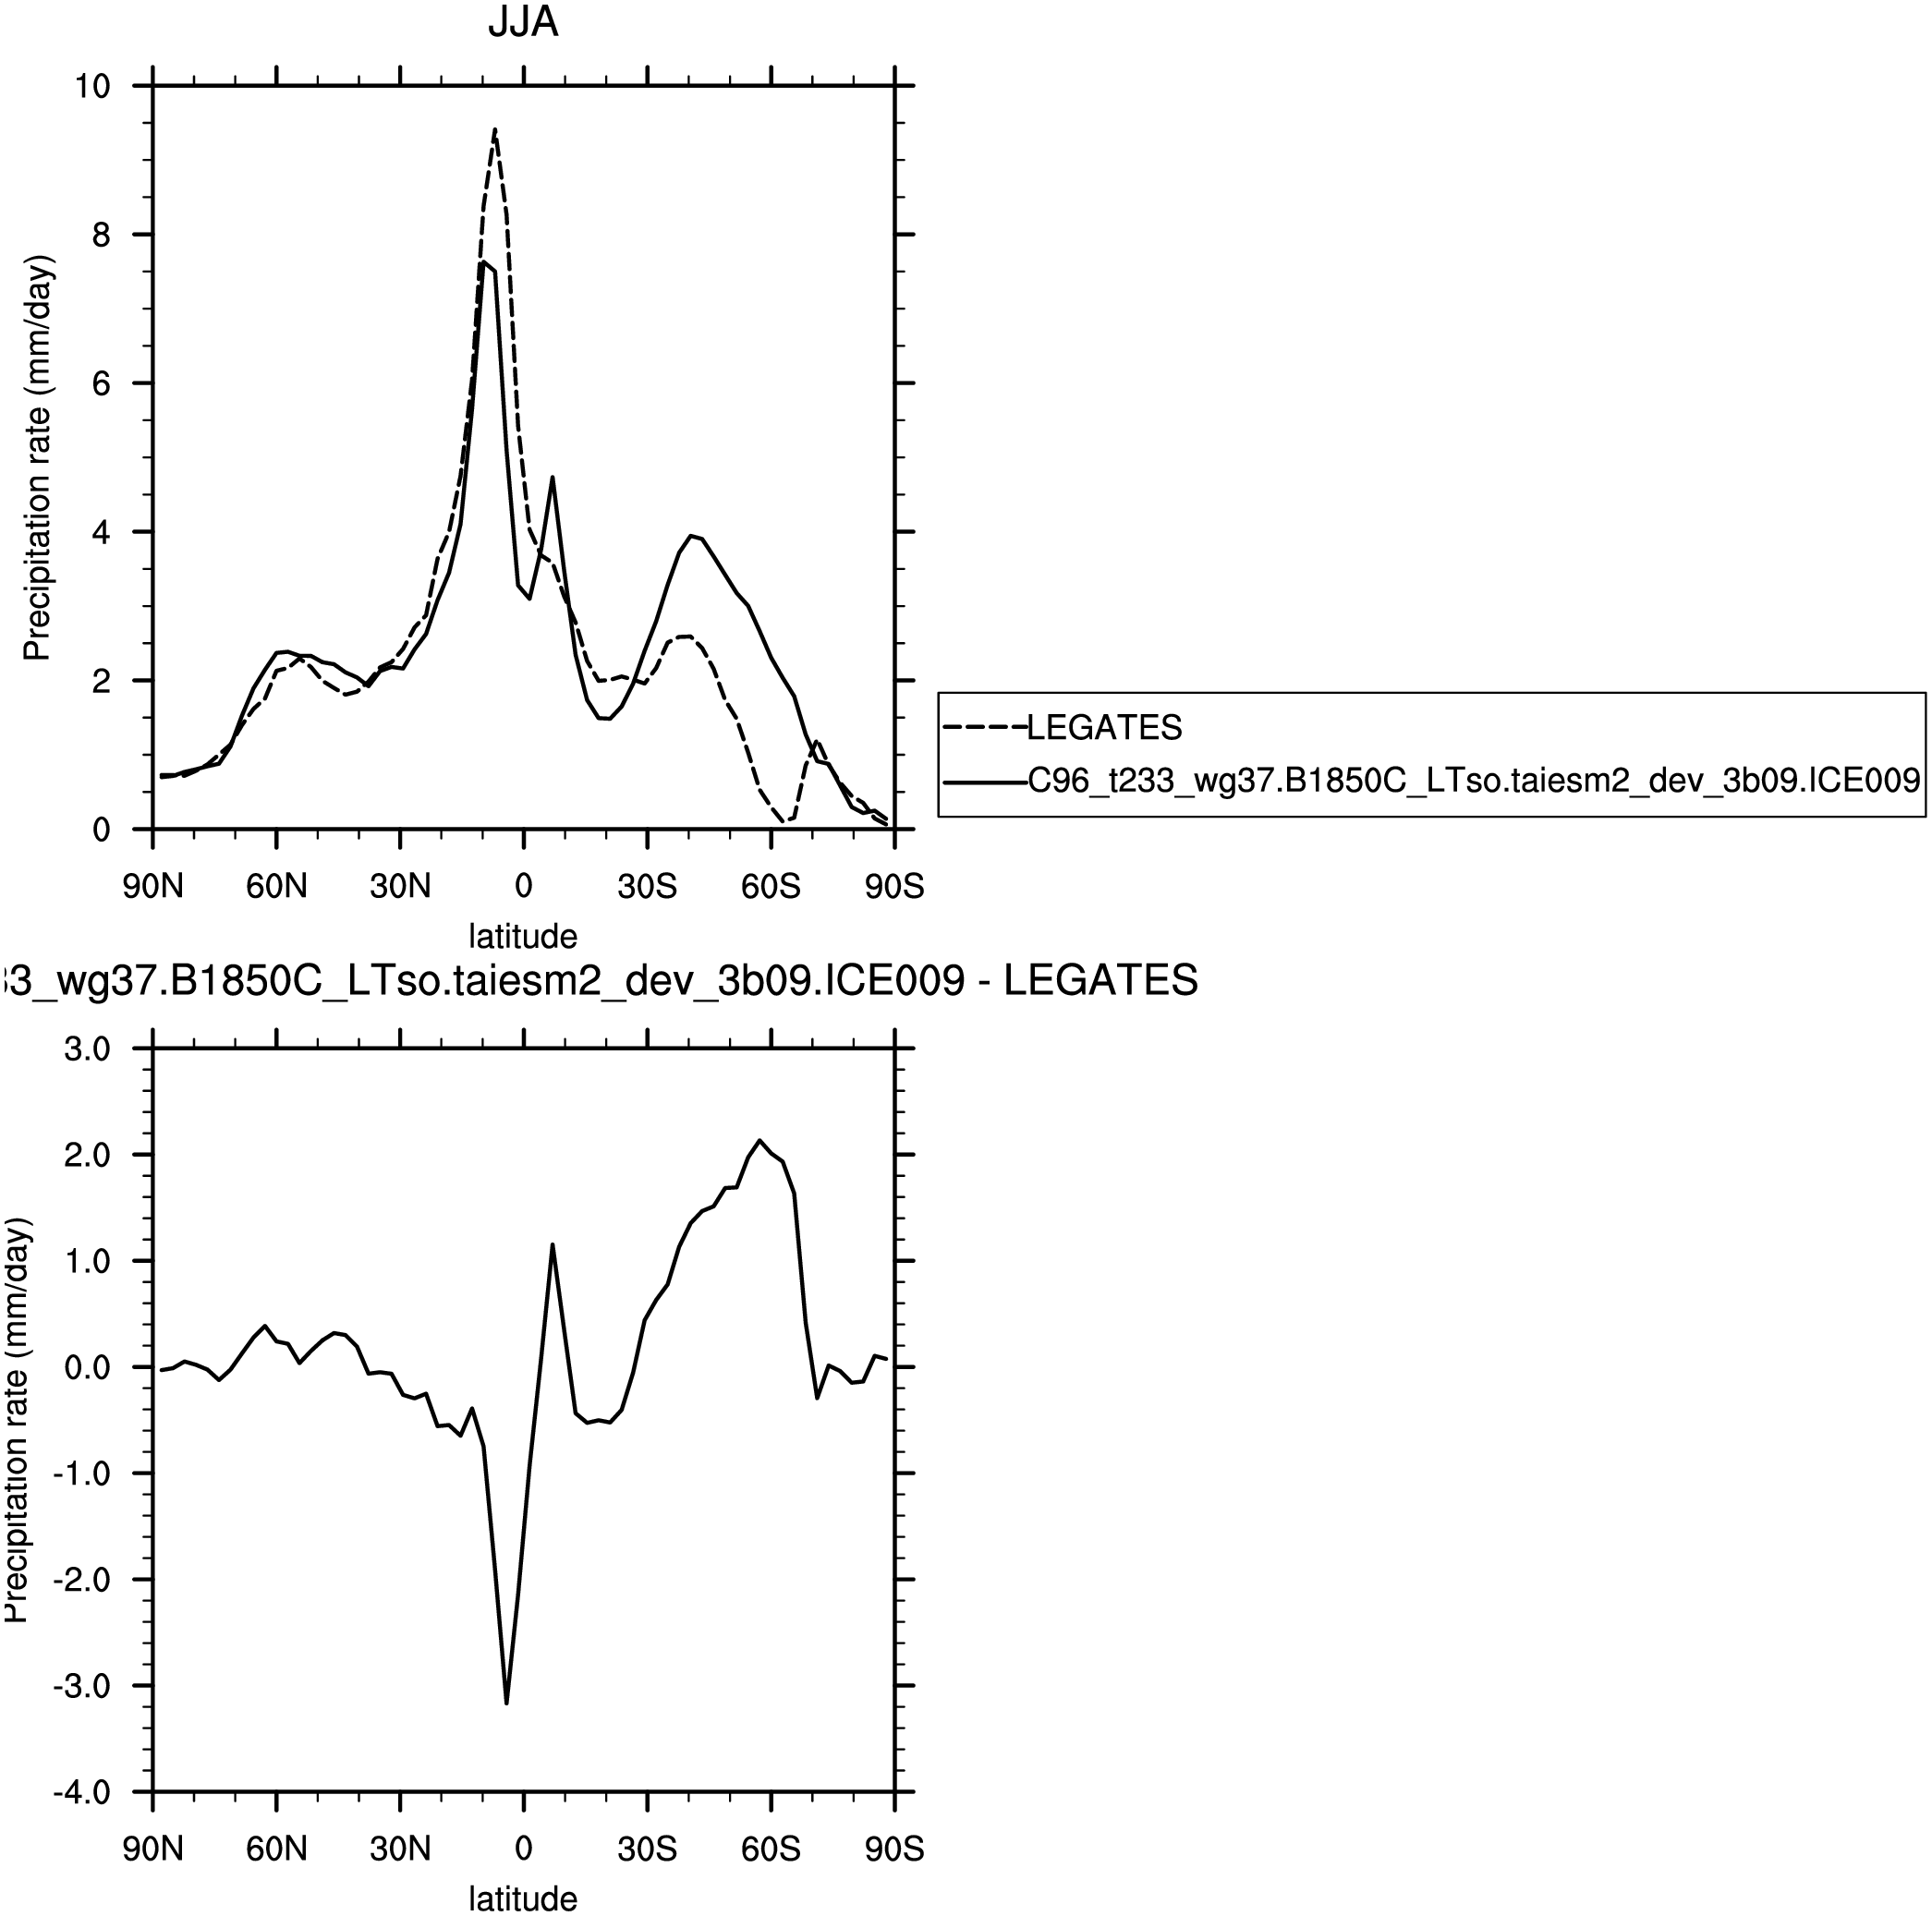 JJA
Precipitation rate (mm/day)
10
8
6
4
2
0
90N 60N 30N 0 30S 60S 90S
latitude
LEGATES
C96_t233_wg37.B1850C_LTso.taiesm2_dev_3b09.ICE009
3_wg37.B1850C_LTso.taiesm2_dev_3b09.ICE009 - LEGATES
Precipitation rate (mm/day)
3.0
2.0
1.0
0.0
-1.0
-2.0
-3.0
-4.0
90N 60N 30N 0 30S 60S 90S
latitude